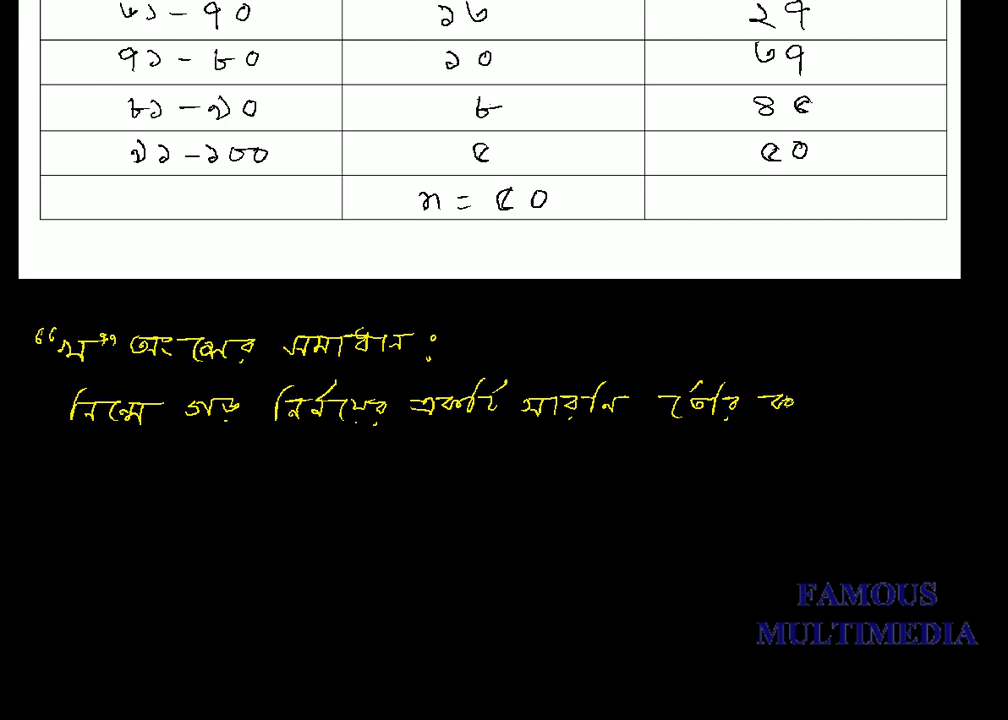 ৬১ – ৭০ ১৬ ২৭
৭১ – ৮০ ১০ ৩৭
৮১ – ৯০ ৮ ৪৫
৯১ – ১০০ ৫ ৫০
n = ৫০
“খ” অংশের সমাধান :
নিম্নে গড় নির্ণয়ের একটি সারণি তৈরি ক
FAMOUS
MULTIMEDIA